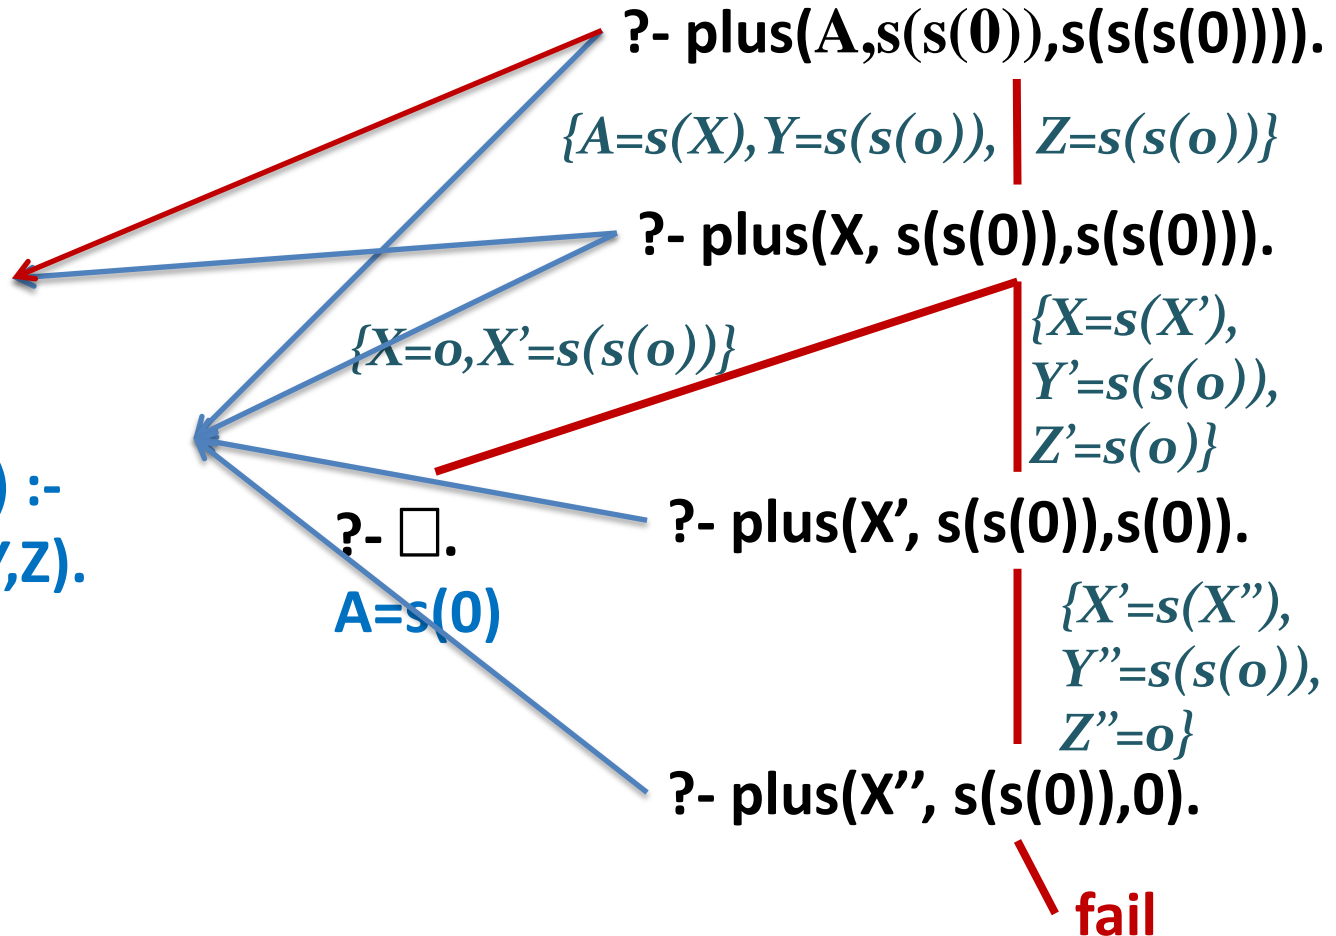 ?- plus(A,s(s(0)),s(s(s(0)))).
{A=s(X),Y=s(s(o)), Z=s(s(o))}
?- plus(X, s(s(0)),s(s(0))).
{X=o,X’=s(s(o))}
{X=s(X’),
Y’=s(s(o)),
Z’=s(o)}
) :-
Y,Z).
?- □.
A=s(0)
?- plus(X’, s(s(0)),s(0)).
{X’=s(X”),
Y”=s(s(o)),
Z”=o}
?- plus(X”, s(s(0)),0).
fail